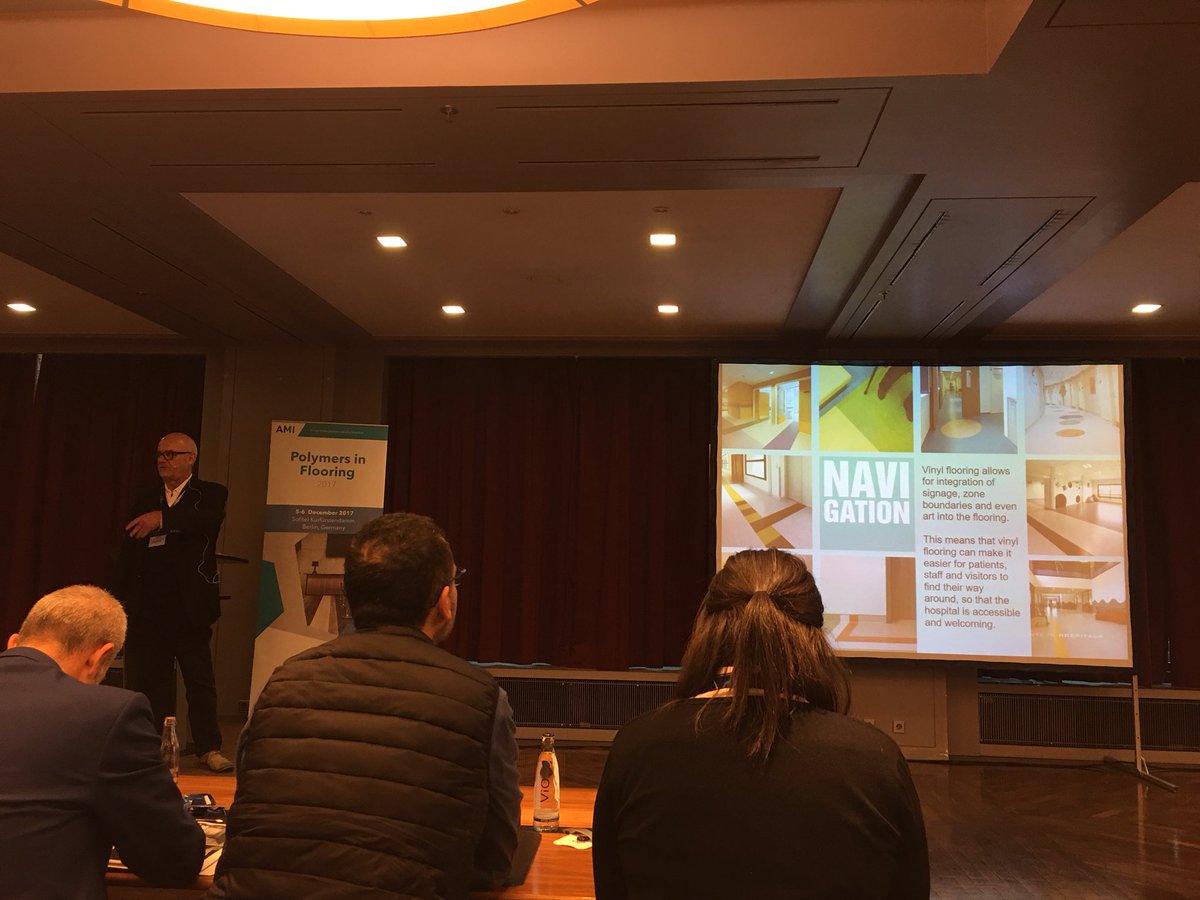 AMI
Polymers in
Flooring
2017
5-6 December 2017
Sofitel Kurfürstendamm,
Berlin, Germany
NAVI
GATION
Vinyl flooring allows
for integration of
signage, zone
boundaries and even
art into the flooring.
This means that vinyl
flooring can make it
easier for patients,
staff and visitors to
find their way
around, so that the
hospital is accessible
and welcoming.
HOSPITALS
ViO